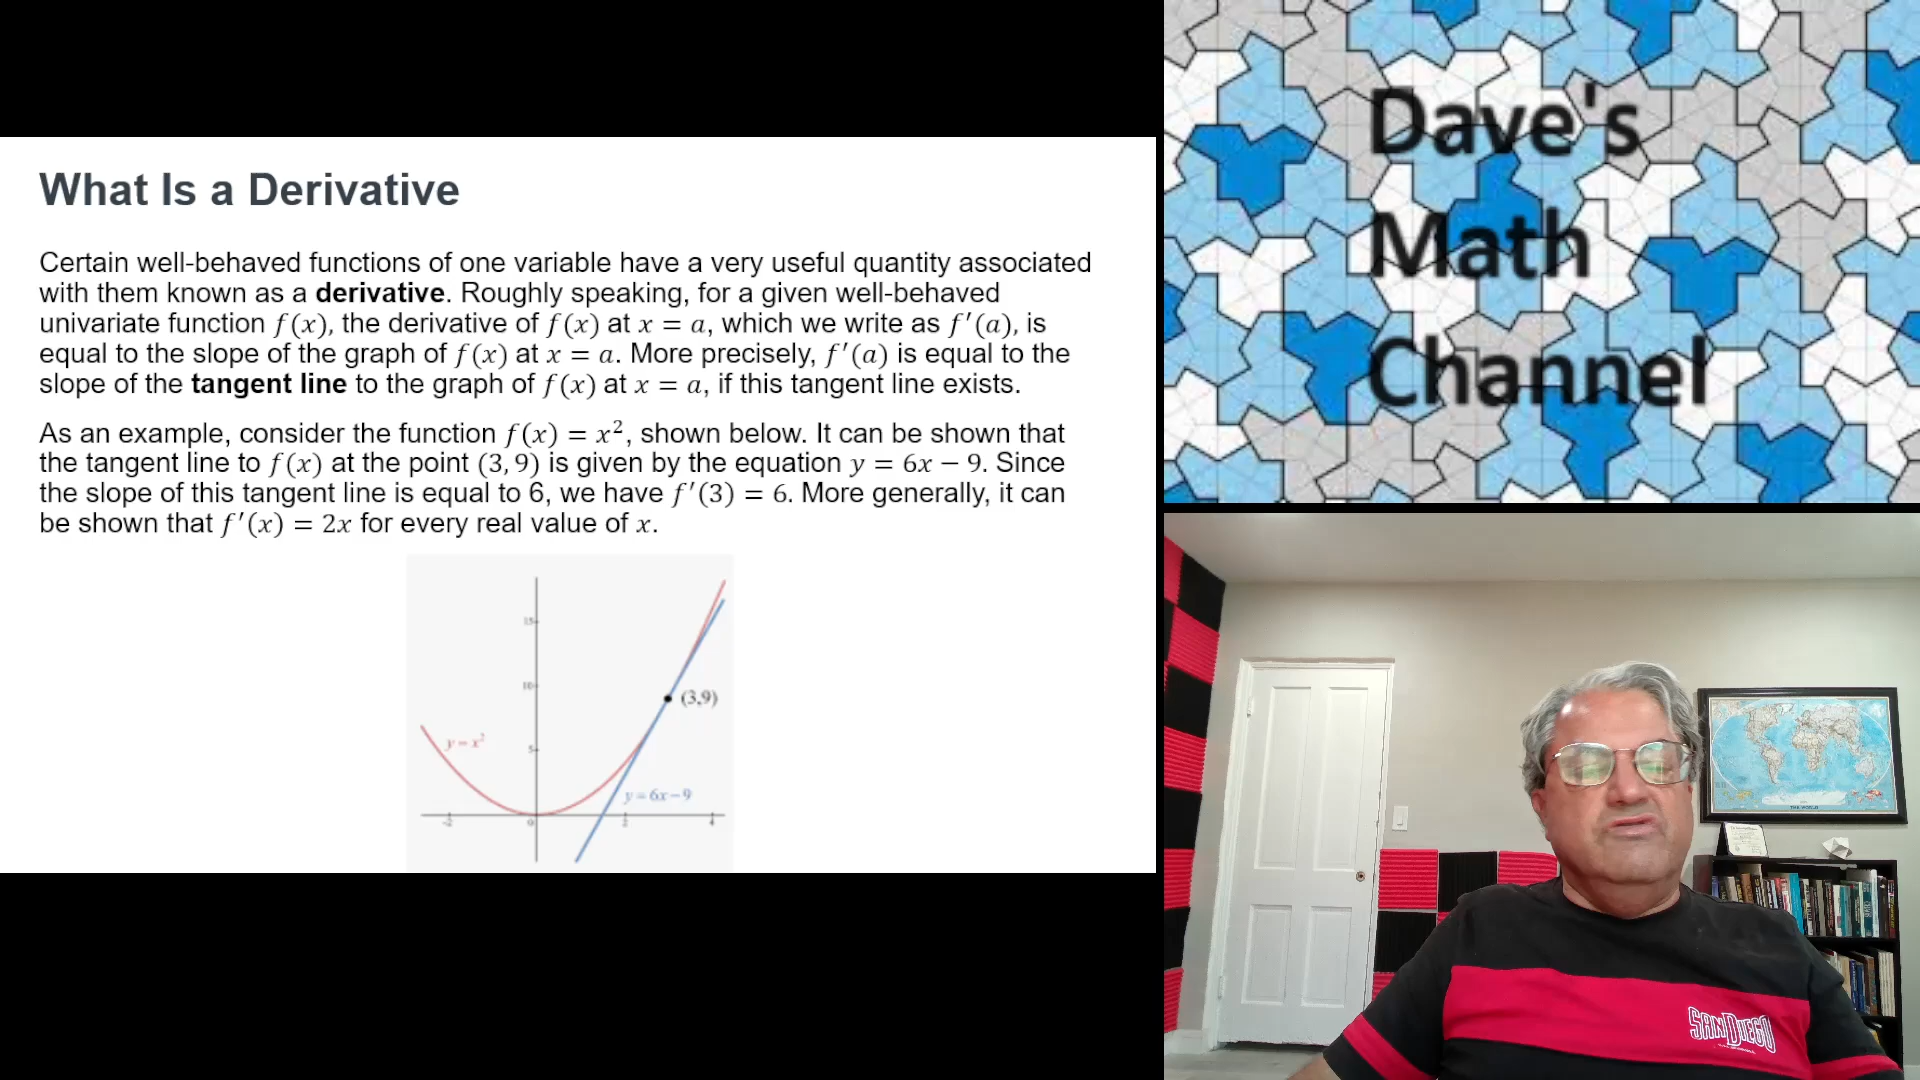 What Is a Derivative
Certain well-behaved functions of one variable have a very useful quantity associated
with them known as a derivative. Roughly speaking, for a given well-behaved
univariate function f(x), the derivative of f(x) at x = a, which we write as f′(a), is
equal to the slope of the graph of f(x) at x = a. More precisely, f′(a) is equal to the
slope of the tangent line to the graph of f(x) at x = a, if this tangent line exists.
As an example, consider the function f(x) = x², shown below. It can be shown that
the tangent line to f(x) at the point (3, 9) is given by the equation y = 6x − 9. Since
the slope of this tangent line is equal to 6, we have f′(3) = 6. More generally, it can
be shown that f′(x) = 2x for every real value of x.
15
10
(3,9)
y = x²
5
y = 6x − 9
-2
0
2
4
Dave's
Math
Channel
THE WORLD
SAN DIEGO